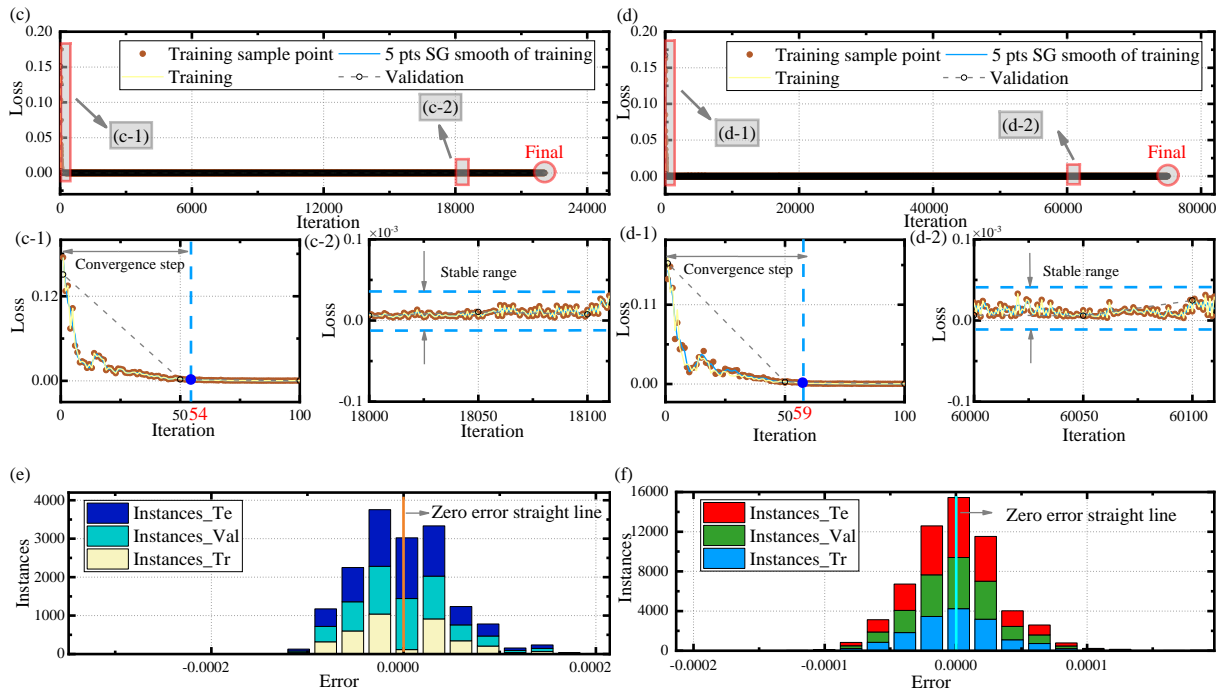 (c)
0.20
0.15
0.10
0.05
0.00
Loss
Training sample point
5 pts SG smooth of training
Training
Validation
(c-1)
(c-2)
Final
0
6000
12000
18000
24000
Iteration
(d)
0.20
0.15
0.10
0.05
0.00
Loss
Training sample point
5 pts SG smooth of training
Training
Validation
(d-1)
(d-2)
Final
0
20000
40000
60000
80000
Iteration
(c-1)
Convergence step
0.12
0.00
Loss
0
50
54
100
Iteration
(c-2)
×10⁻³
0.1
0.0
-0.1
Loss
Stable range
18000
18050
18100
Iteration
(d-1)
Convergence step
0.11
0.00
Loss
0
50
59
100
Iteration
(d-2)
×10⁻³
0.1
0.0
-0.1
Loss
Stable range
60000
60050
60100
Iteration
(e)
4000
3000
2000
1000
0
Instances
Instances_Te
Instances_Val
Instances_Tr
Zero error straight line
-0.0002
0.0000
0.0002
Error
(f)
16000
12000
8000
4000
0
Instances
Instances_Te
Instances_Val
Instances_Tr
Zero error straight line
-0.0002
-0.0001
0.0000
0.0001
Error